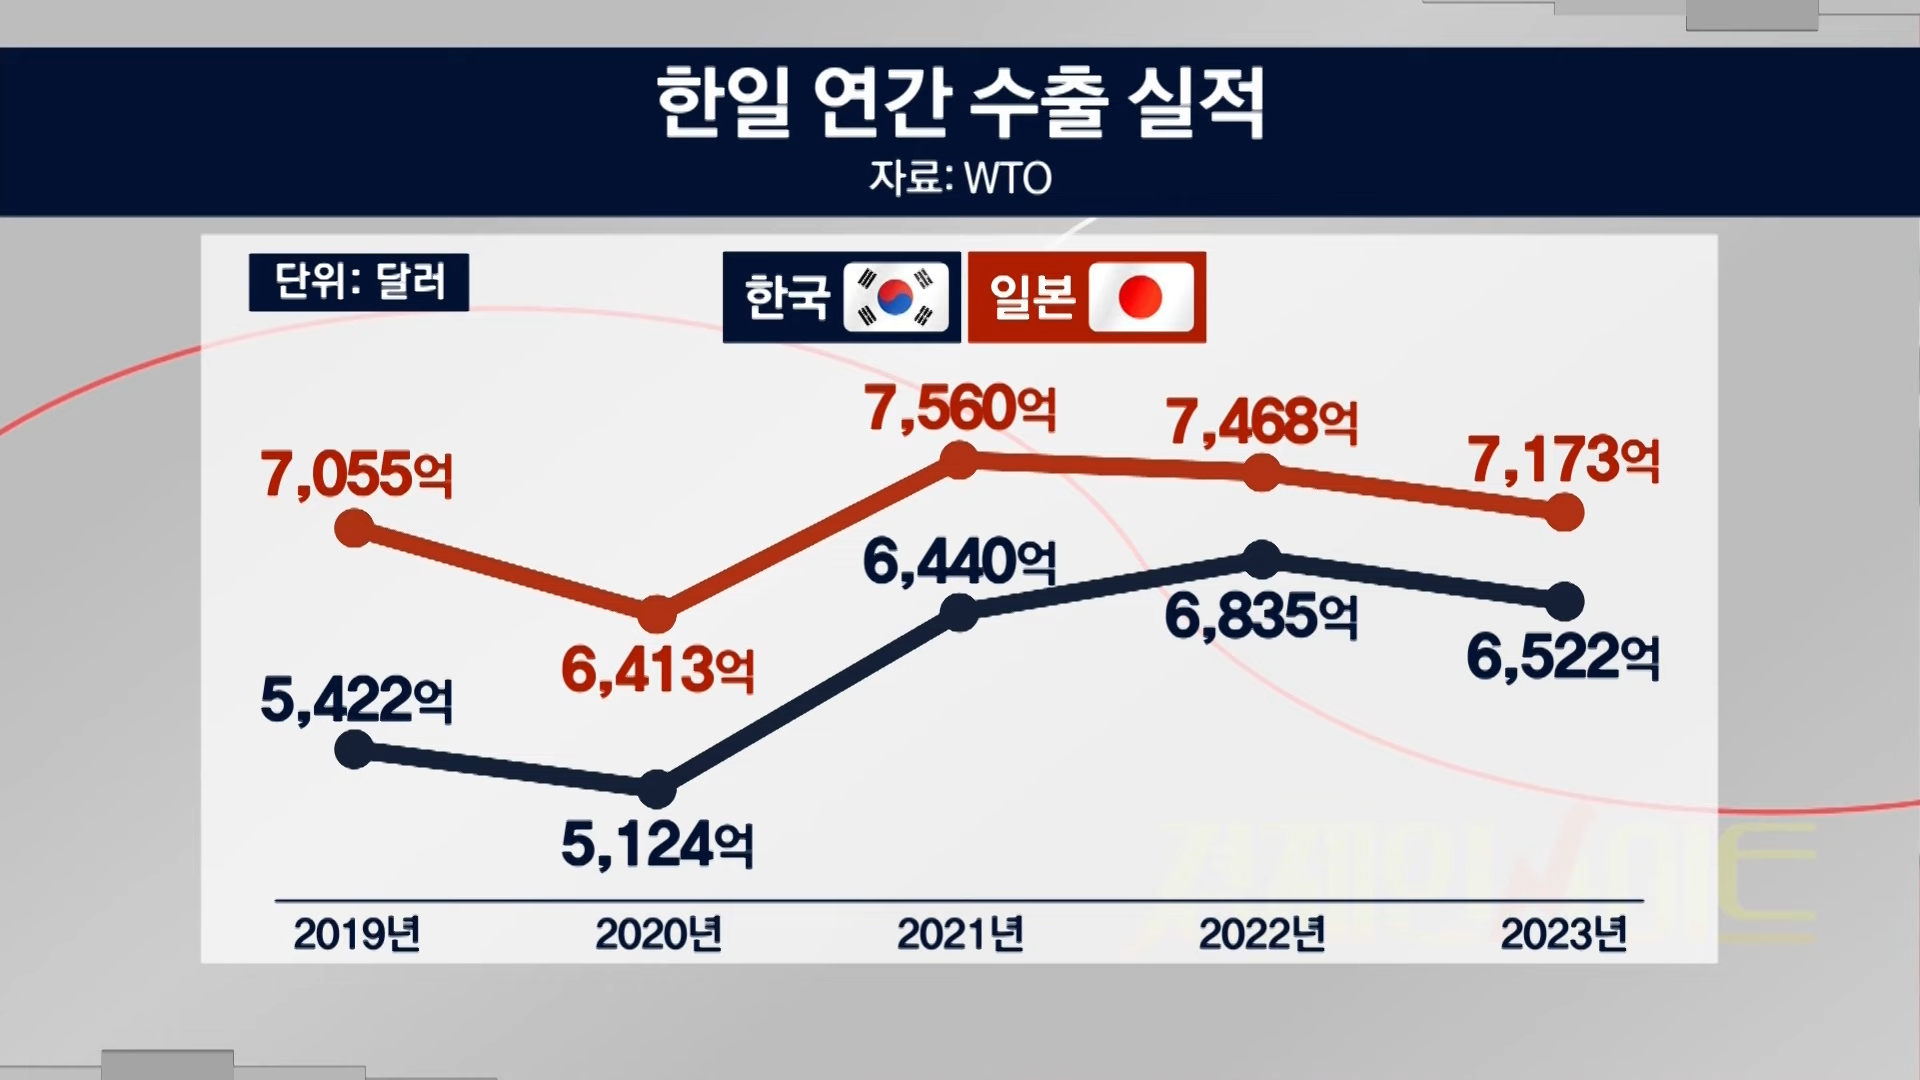 한일 연간 수출 실적
자료: WTO
단위: 달러
한국 일본
7,560억
7,468억
7,173억
7,055억
6,440억
6,835억
6,413억
6,522억
5,422억
5,124억
2019년 2020년 2021년 2022년 2023년